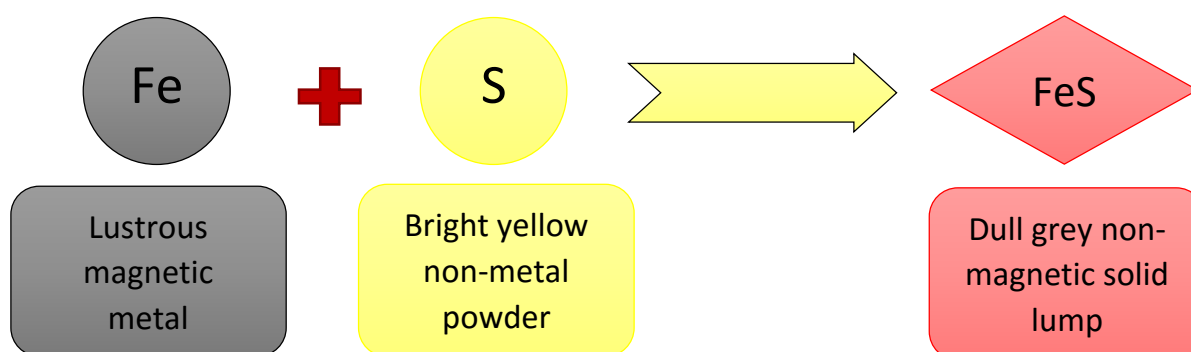 Fe
S
FeS
Lustrous
magnetic
metal
Bright yellow
non-metal
powder
Dull grey non-
magnetic solid
lump